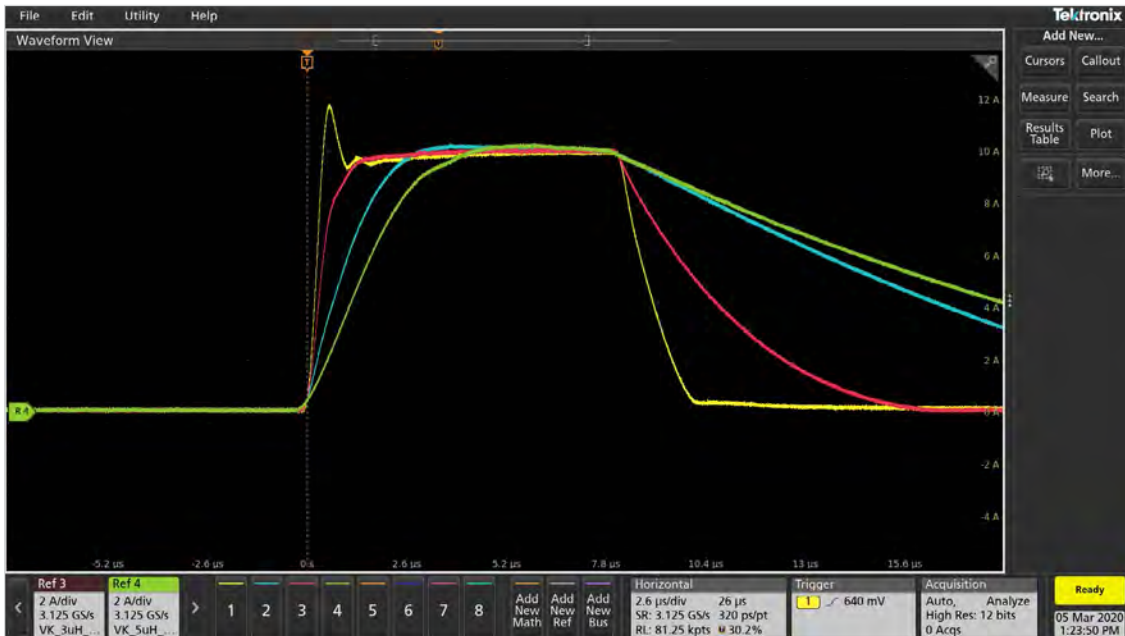 File Edit Utility Help
Tektronix
Waveform View
Add New...
Cursors Callout
Measure Search
Results Table Plot
More...
T
12 A
10 A
8 A
6 A
4 A
2 A
0 A
-2 A
-4 A
R4
-5.2 µs -2.6 µs 0 s 2.6 µs 5.2 µs 7.8 µs 10.4 µs 13 µs 15.6 µs
Ref 3
2 A/div
3.125 GS/s
VK_3uH_...
Ref 4
2 A/div
3.125 GS/s
VK_5uH_...
1 2 3 4 5 6 7 8
Add New Math
Add New Ref
Add New Bus
Horizontal
2.6 µs/div 26 µs
SR: 3.125 GS/s 320 ps/pt
RL: 81.25 kpts 30.2%
Trigger
1 640 mV
Acquisition
Auto, Analyze
High Res: 12 bits
0 Acqs
Ready
05 Mar 2020
1:23:50 PM